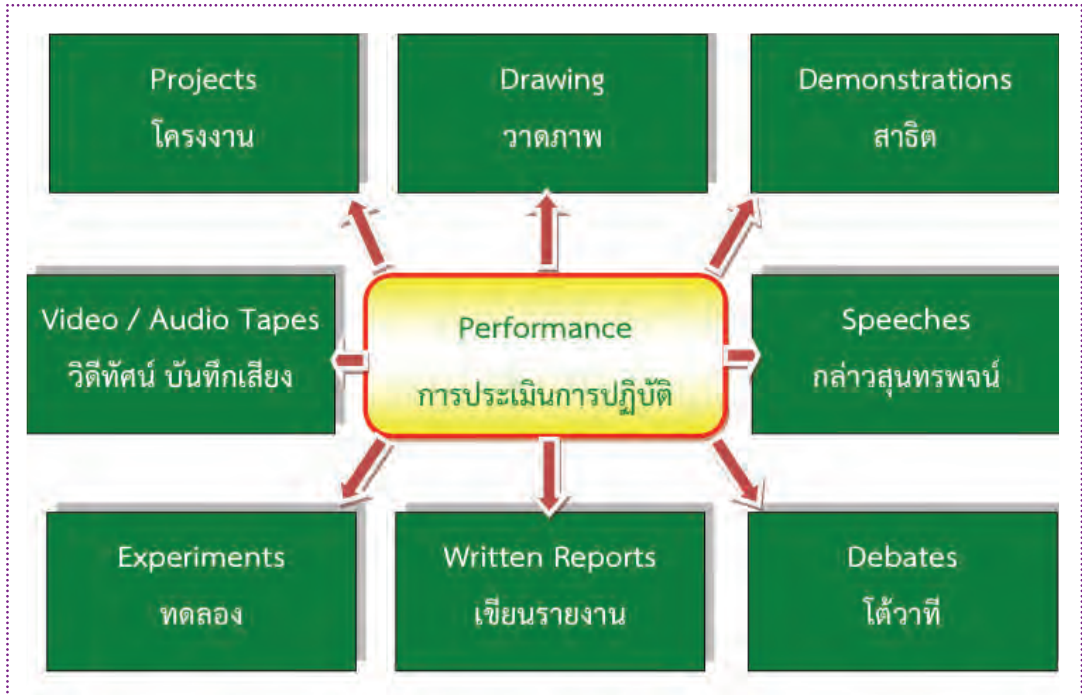 Projects
โครงงาน
Drawing
วาดภาพ
Demonstrations
สาธิต
Video / Audio Tapes
วิดีทัศน์ บันทึกเสียง
Performance
การประเมินการปฏิบัติ
Speeches
กล่าวสุนทรพจน์
Experiments
ทดลอง
Written Reports
เขียนรายงาน
Debates
โต้วาที